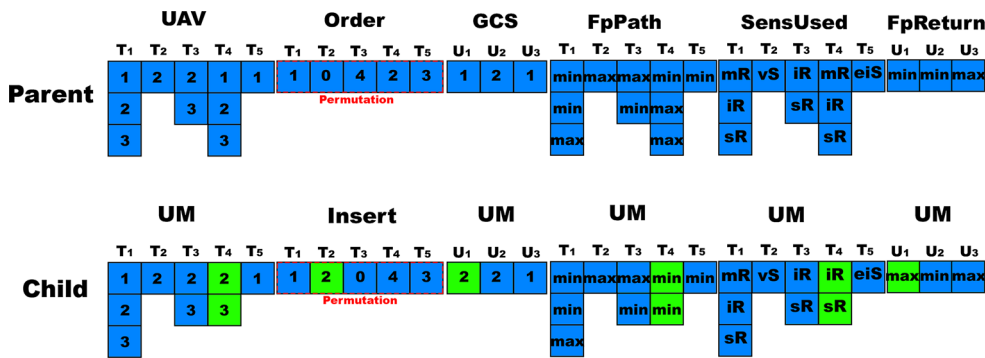 UAV Order GCS FpPath SensUsed FpReturn
T1 T2 T3 T4 T5 T1 T2 T3 T4 T5 U1 U2 U3 T1 T2 T3 T4 T5 T1 T2 T3 T4 T5 U1 U2 U3
Parent
1 2 2 1 1 1 0 4 2 3 1 2 1 min max max min min mR vS iR mR eiS min min max
Permutation
2 3 2 min min max iR sR iR
3 3 max max sR sR
UM Insert UM UM UM UM
T1 T2 T3 T4 T5 T1 T2 T3 T4 T5 U1 U2 U3 T1 T2 T3 T4 T5 T1 T2 T3 T4 T5 U1 U2 U3
Child
1 2 2 2 1 1 2 0 4 3 2 2 1 min max max min min mR vS iR iR eiS max min max
Permutation
2 3 3 min min min iR sR sR
3 max sR